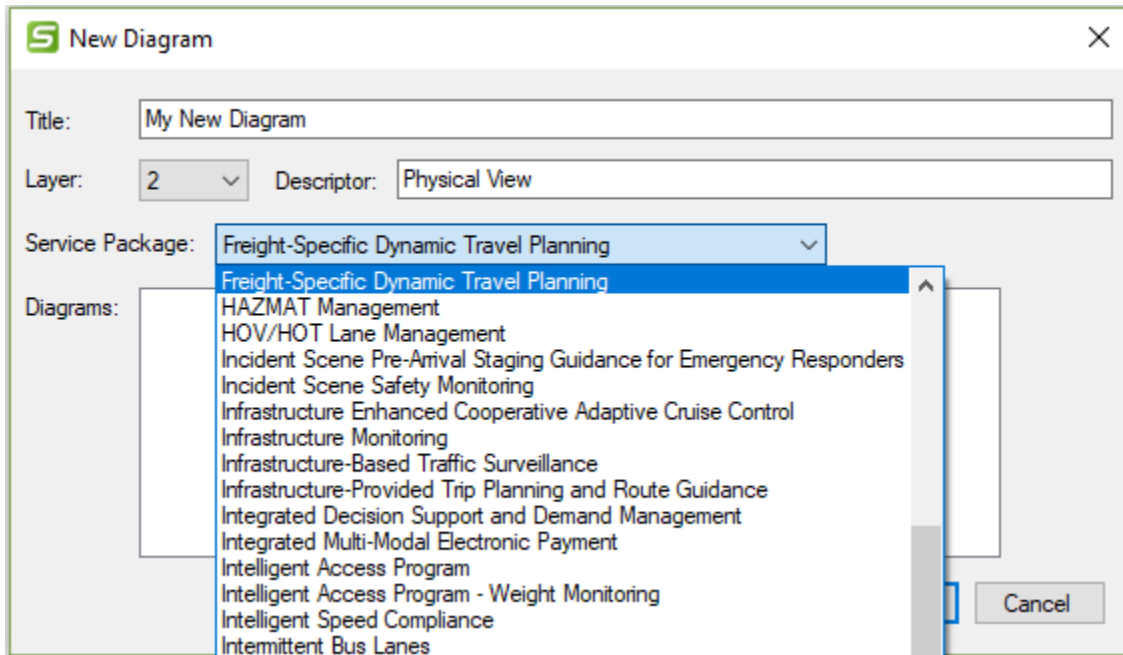 New Diagram
Title: My New Diagram
Layer: 2 Descriptor: Physical View
Service Package: Freight-Specific Dynamic Travel Planning
Freight-Specific Dynamic Travel Planning
Diagrams:
HAZMAT Management
HOV/HOT Lane Management
Incident Scene Pre-Arrival Staging Guidance for Emergency Responders
Incident Scene Safety Monitoring
Infrastructure Enhanced Cooperative Adaptive Cruise Control
Infrastructure Monitoring
Infrastructure-Based Traffic Surveillance
Infrastructure-Provided Trip Planning and Route Guidance
Integrated Decision Support and Demand Management
Integrated Multi-Modal Electronic Payment
Intelligent Access Program
Intelligent Access Program - Weight Monitoring
Intelligent Speed Compliance
Intermittent Bus Lanes
Cancel